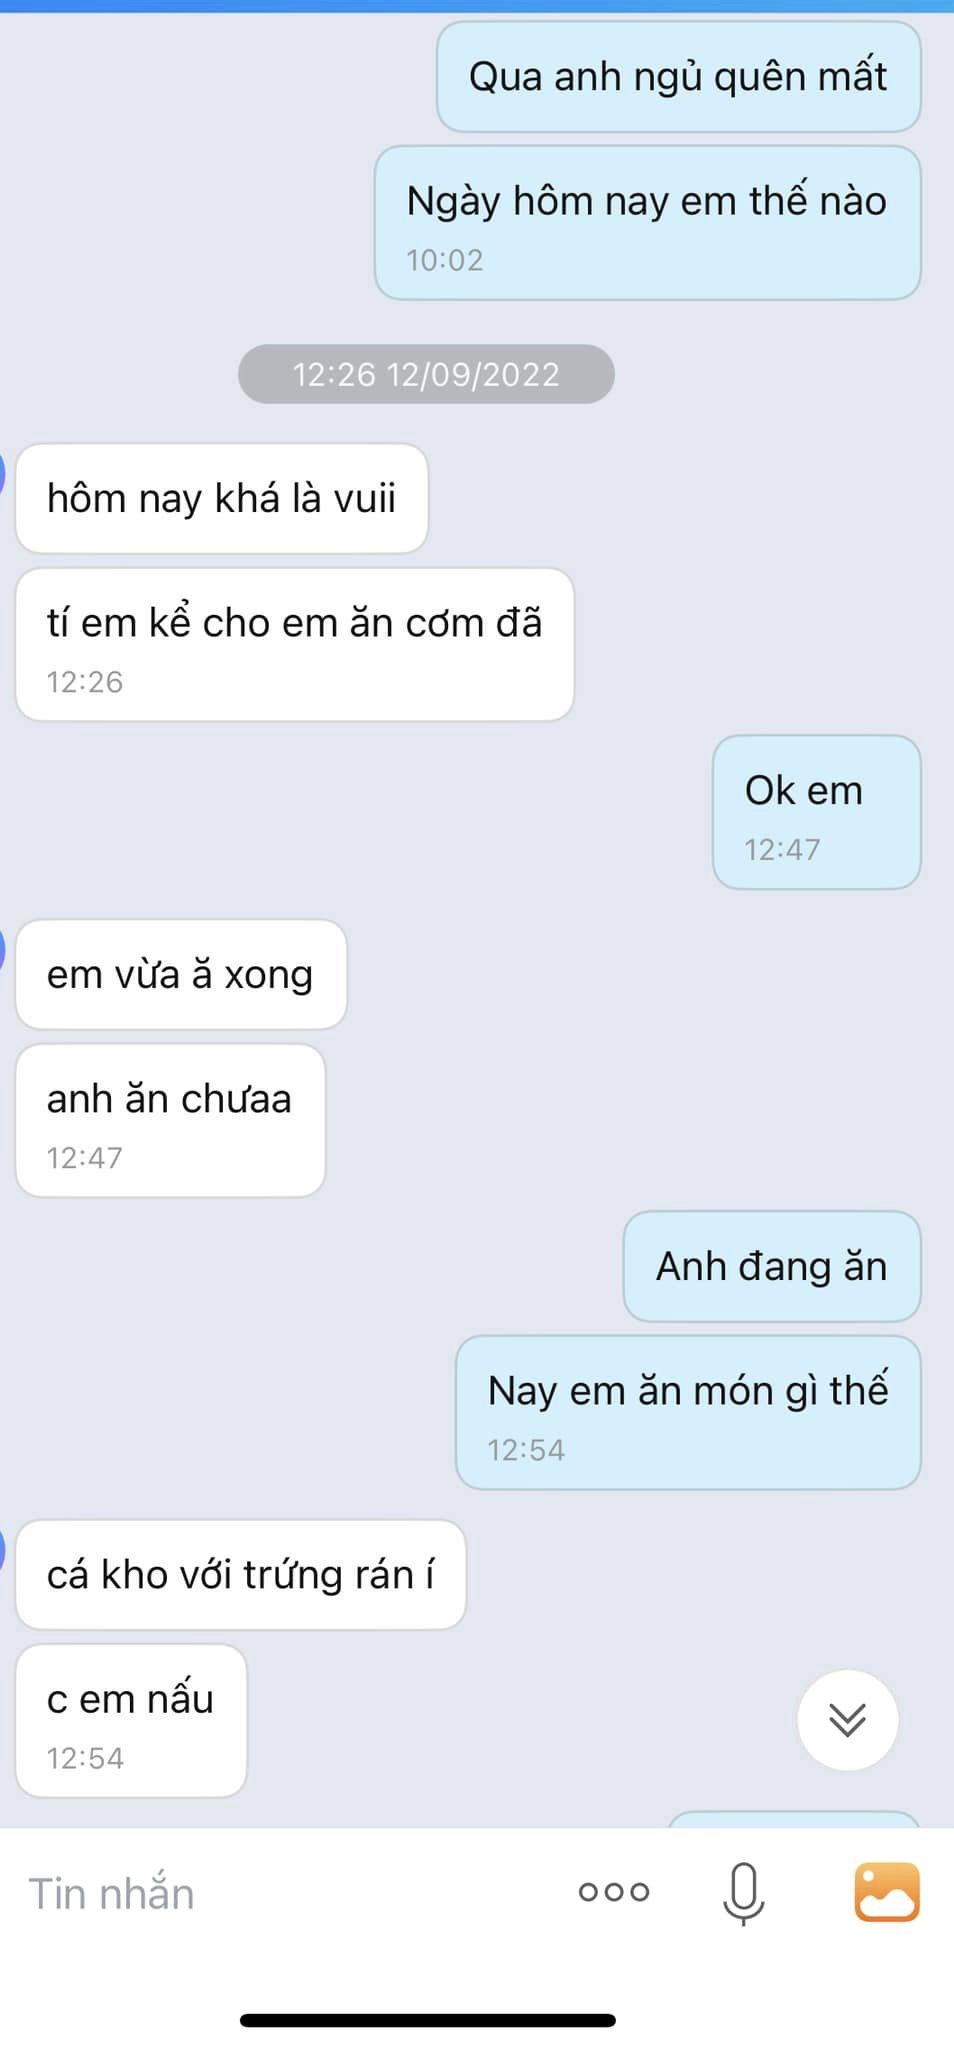 Qua anh ngủ quên mất
Ngày hôm nay em thế nào
10:02
12:26 12/09/2022
hôm nay khá là vuii
tí em kể cho em ăn cơm đã
12:26
Ok em
12:47
em vừa ă xong
anh ăn chưaa
12:47
Anh đang ăn
Nay em ăn món gì thế
12:54
cá kho với trứng rán í
c em nấu
12:54
Tin nhắn